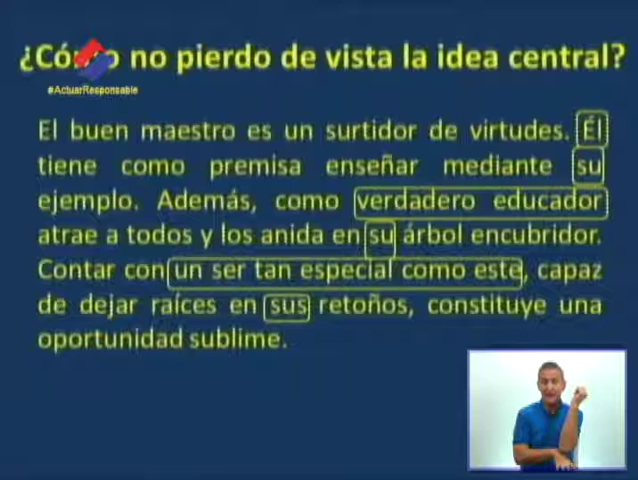 ¿Cómo no pierdo de vista la idea central?
#ActuarResponsable
El buen maestro es un surtidor de virtudes. Él
tiene como premisa enseñar mediante su
ejemplo. Además, como verdadero educador
atrae a todos y los anida en su árbol encubridor.
Contar con un ser tan especial como este, capaz
de dejar raíces en sus retoños, constituye una
oportunidad sublime.